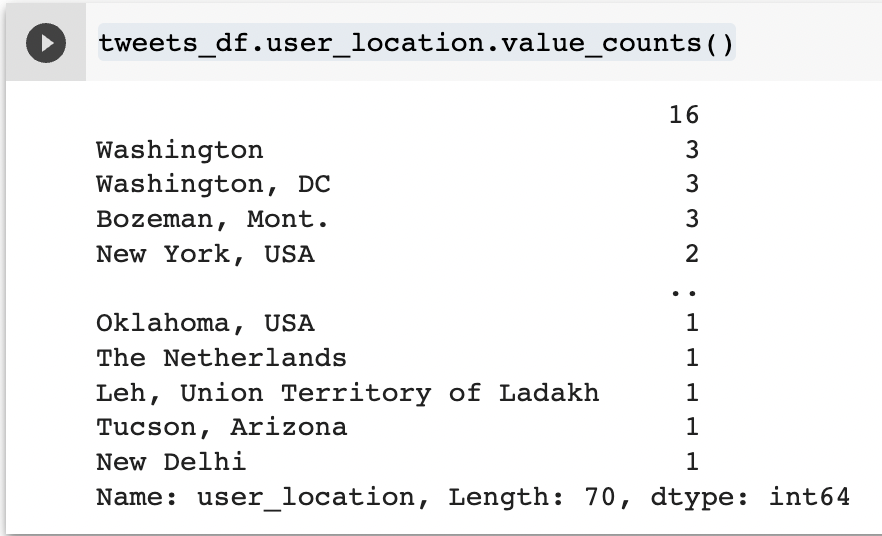 tweets_df.user_location.value_counts()
16
Washington 3
Washington, DC 3
Bozeman, Mont. 3
New York, USA 2
..
Oklahoma, USA 1
The Netherlands 1
Leh, Union Territory of Ladakh 1
Tucson, Arizona 1
New Delhi 1
Name: user_location, Length: 70, dtype: int64